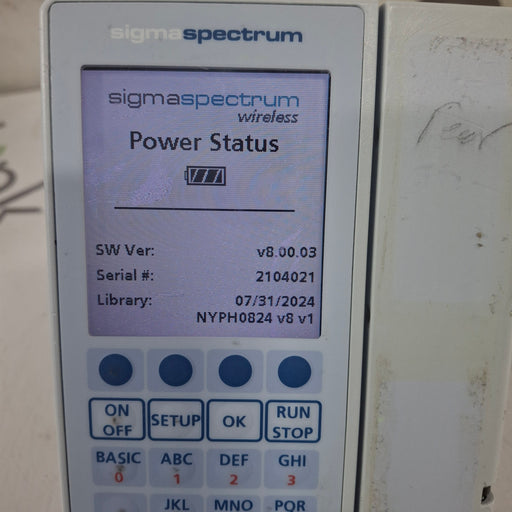 sigmaspectrum
sigmaspectrum
wireless
Power Status
SW Ver: v8.00.03
Serial #: 2104021
Library: 07/31/2024
NYPH0824 v8 v1
ON OFF SETUP OK RUN STOP
BASIC ABC DEF GHI
0 1 2 3
JKL MNO PQR